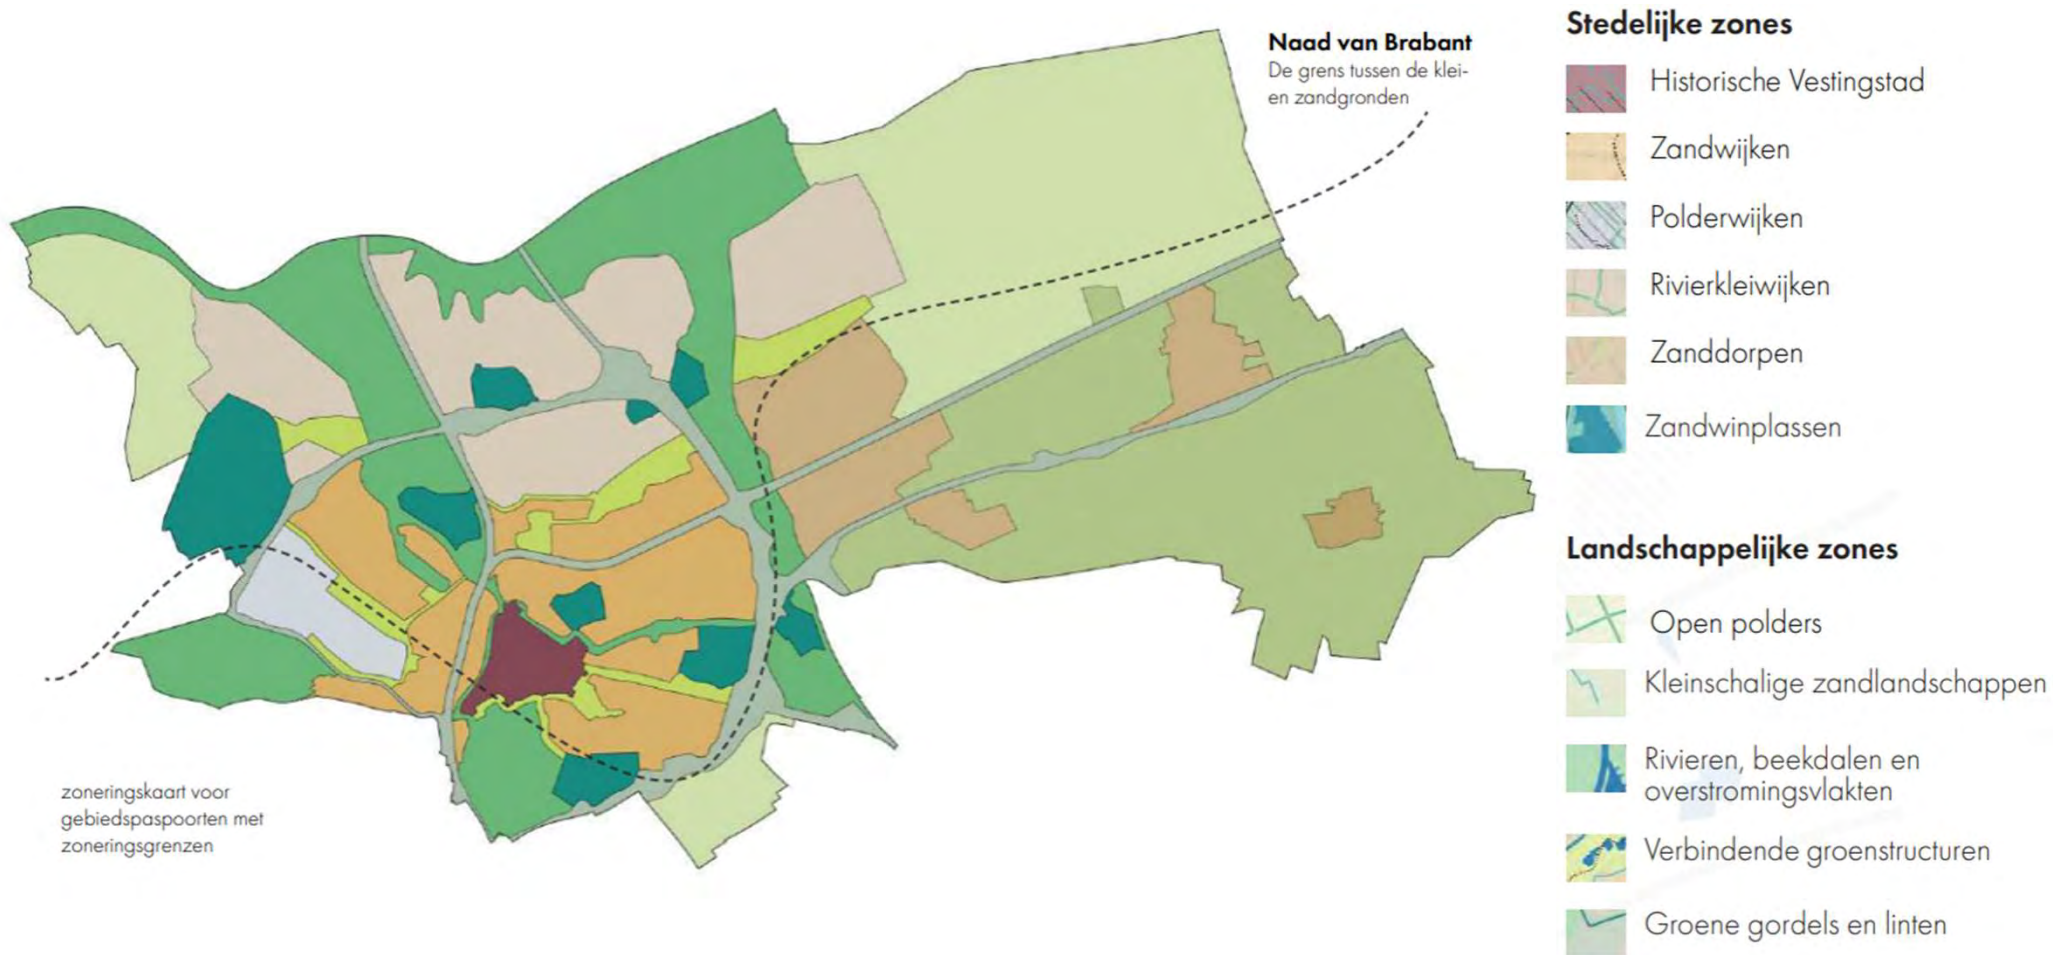 Naad van Brabant
De grens tussen de klei-
en zandgronden
zoneringskaart voor
gebiedspaspoorten met
zoneringsgrenzen
Stedelijke zones
Historische Vestingstad
Zandwijken
Polderwijken
Rivierkleiwijken
Zanddorpen
Zandwinplassen
Landschappelijke zones
Open polders
Kleinschalige zandlandschappen
Rivieren, beekdalen en
overstromingsvlakten
Verbindende groenstructuren
Groene gordels en linten